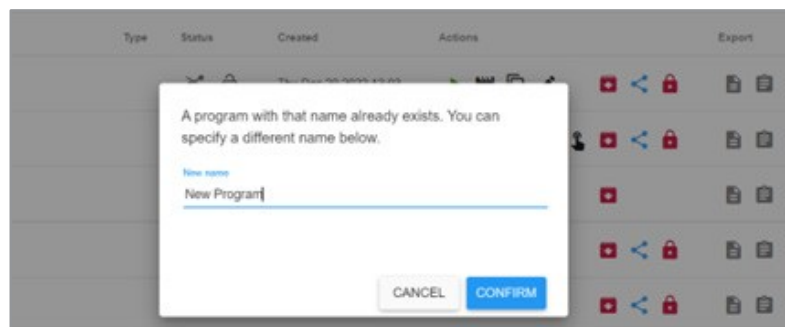 Type Status Created Actions Export
A program with that name already exists. You can
specify a different name below.
New name
New Program
CANCEL CONFIRM